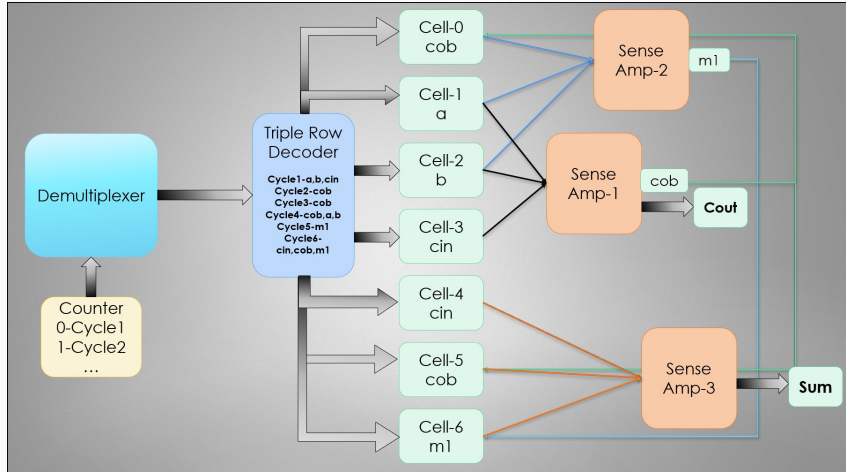 Cell-0
cob
Sense
Amp-2
m1
Cell-1
a
Triple Row
Decoder
Cycle1-a,b,cin
Cycle2-cob
Cycle3-cob
Cycle4-cob,a,b
Cycle5-m1
Cycle6-
cin,cob,m1
Demultiplexer
Cell-2
b
Sense
Amp-1
cob
Cout
Cell-3
cin
Counter
0-Cycle1
1-Cycle2
...
Cell-4
cin
Cell-5
cob
Sense
Amp-3
Sum
Cell-6
m1